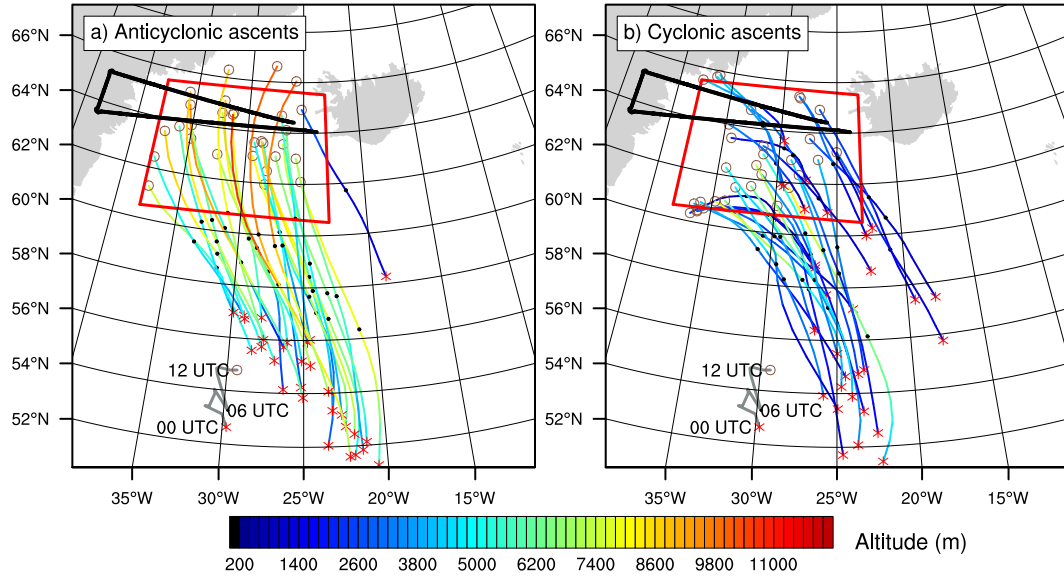 a) Anticyclonic ascents
b) Cyclonic ascents
66°N
64°N
62°N
60°N
58°N
56°N
54°N
52°N
66°N
64°N
62°N
60°N
58°N
56°N
54°N
52°N
12 UTC
06 UTC
00 UTC
12 UTC
06 UTC
00 UTC
35°W 30°W 25°W 20°W 15°W
35°W 30°W 25°W 20°W 15°W
200 1400 2600 3800 5000 6200 7400 8600 9800 11000
Altitude (m)